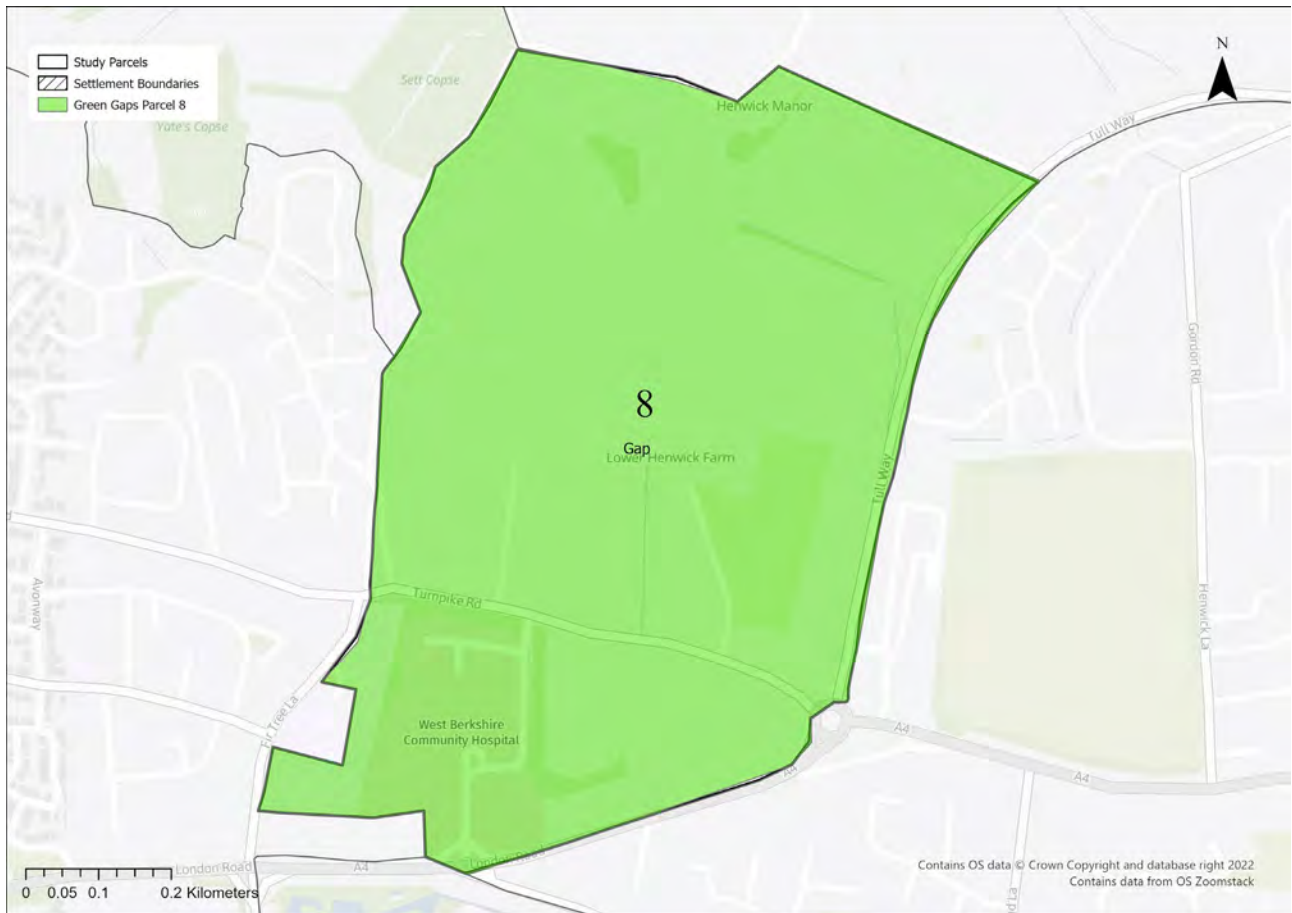 Study Parcels
Settlement Boundaries
Green Gaps Parcel 8
Yate's Copse
Sett Copse
Henwick Manor
N
Tull Way
Gordon Rd
8
Gap
Lower Henwick Farm
Tull Way
Avonway
Turnpike Rd
Henwick La
Fir Tree La
West Berkshire
Community Hospital
A4
A4
A4
London Road
London Road
A4
0 0.05 0.1 0.2 Kilometers
Contains OS data © Crown Copyright and database right 2022
Contains data from OS Zoomstack